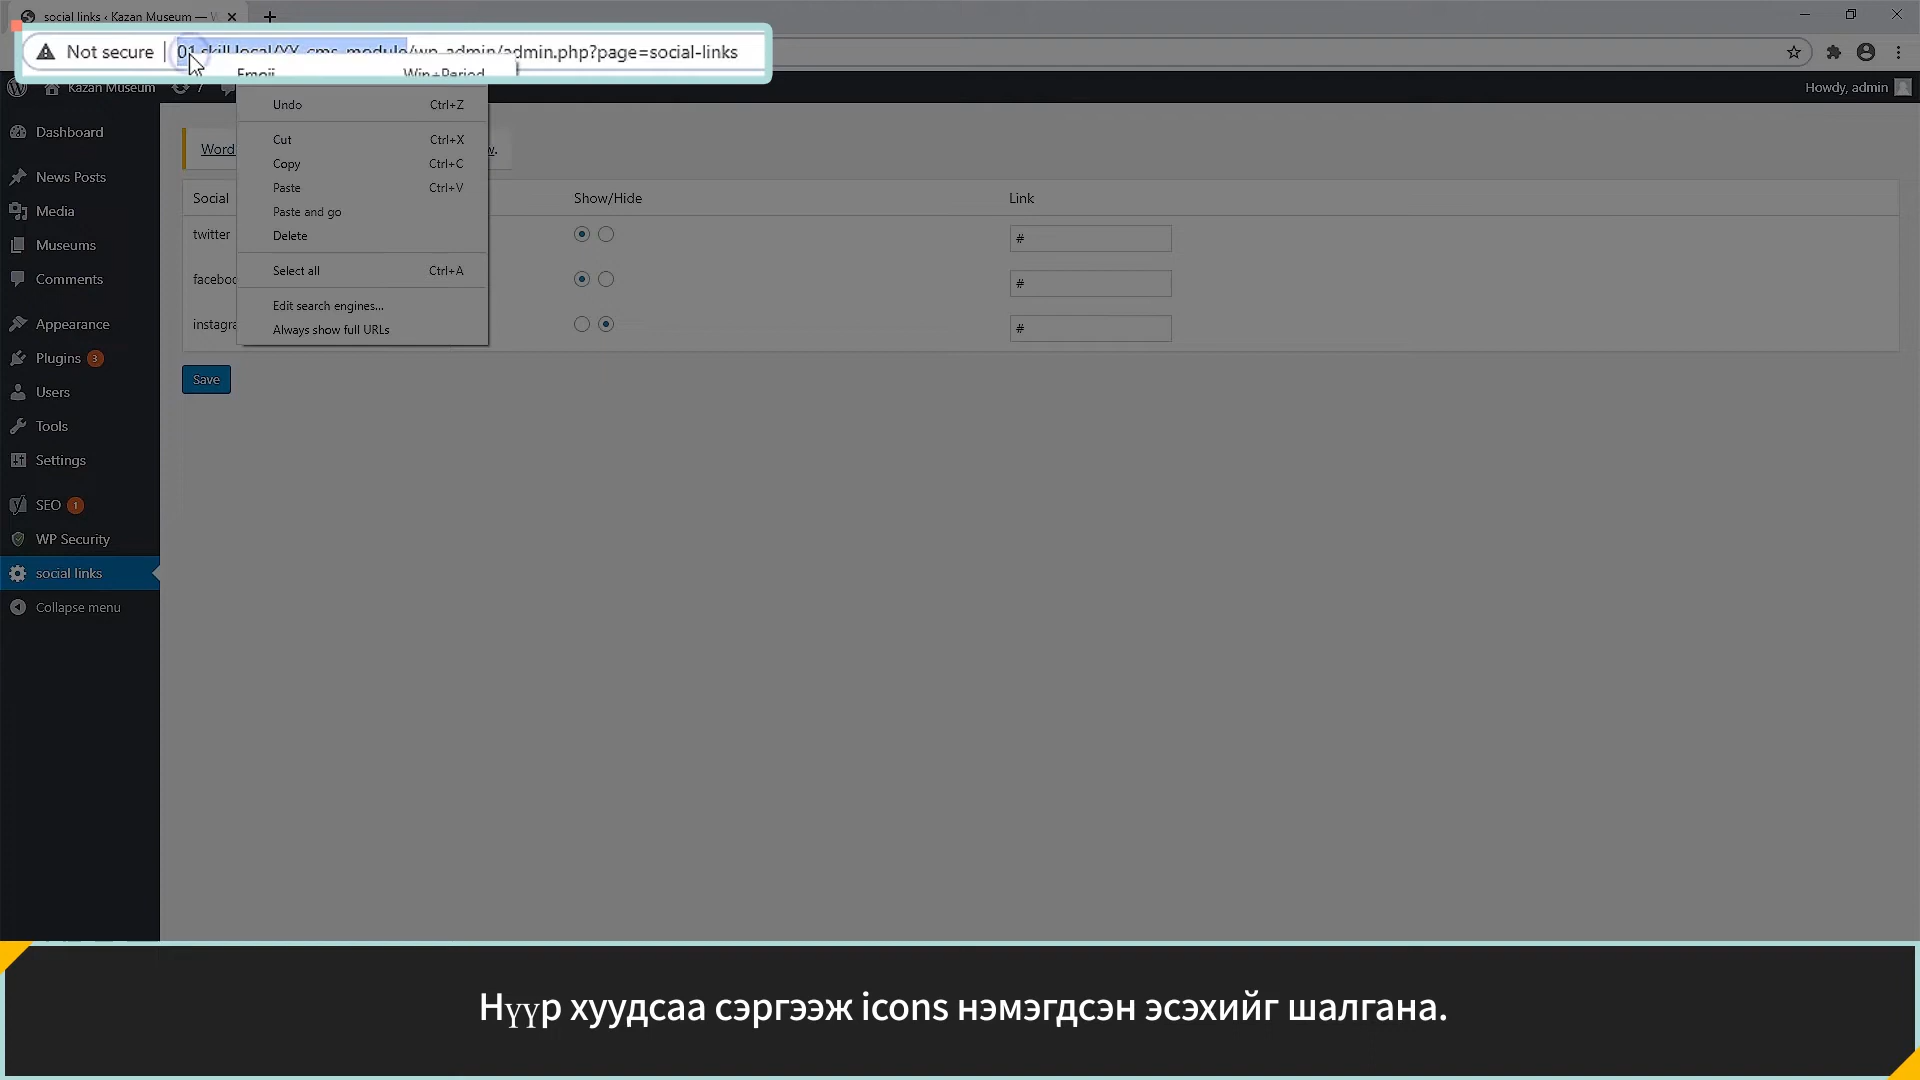 social links ‹ Kazan Museum —
Not secure
01.skill.local/YY_cms_module/wp-admin/admin.php?page=social-links
Emoji Win+Period
Kazan Museum 7
Howdy, admin
Undo Ctrl+Z
Cut Ctrl+X
Copy Ctrl+C
Paste Ctrl+V
Paste and go
Delete
Select all Ctrl+A
Edit search engines...
Always show full URLs
Dashboard
News Posts
Media
Museums
Comments
Appearance
Plugins 3
Users
Tools
Settings
SEO 1
WP Security
social links
Collapse menu
Word
w.
Social Show/Hide Link
twitter #
faceboo #
instagra #
Save
Нүүр хуудсаа сэргээж icons нэмэгдсэн эсэхийг шалгана.